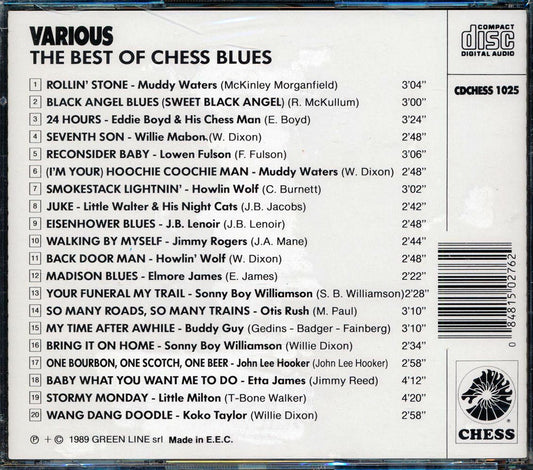 VARIOUS
THE BEST OF CHESS BLUES
COMPACT
disc
DIGITAL AUDIO
CDCHESS 1025
1 ROLLIN' STONE - Muddy Waters (McKinley Morganfield) 3'04"
2 BLACK ANGEL BLUES (SWEET BLACK ANGEL) (R. McKullum) 3'00"
3 24 HOURS - Eddie Boyd & His Chess Man (E. Boyd) 3'24"
4 SEVENTH SON - Willie Mabon (W. Dixon) 2'48"
5 RECONSIDER BABY - Lowen Fulson (F. Fulson) 3'06"
6 (I'M YOUR) HOOCHIE COOCHIE MAN - Muddy Waters (W. Dixon) 2'48"
7 SMOKESTACK LIGHTNIN' - Howlin Wolf (C. Burnett) 3'02"
8 JUKE - Little Walter & His Night Cats (J.B. Jacobs) 2'42"
9 EISENHOWER BLUES - J.B. Lenoir (J.B. Lenoir) 2'48"
10 WALKING BY MYSELF - Jimmy Rogers (J.A. Mane) 2'44"
11 BACK DOOR MAN - Howlin' Wolf (W. Dixon) 2'48"
12 MADISON BLUES - Elmore James (E. James) 2'22"
13 YOUR FUNERAL MY TRAIL - Sonny Boy Williamson (S. B. Williamson) 2'28"
14 SO MANY ROADS, SO MANY TRAINS - Otis Rush (M. Paul) 3'10"
15 MY TIME AFTER AWHILE - Buddy Guy (Gedins - Badger - Fainberg) 3'10"
16 BRING IT ON HOME - Sonny Boy Williamson (Willie Dixon) 2'34"
17 ONE BOURBON, ONE SCOTCH, ONE BEER - John Lee Hooker (John Lee Hooker) 2'58"
18 BABY WHAT YOU WANT ME TO DO - Etta James (Jimmy Reed) 4'12"
19 STORMY MONDAY - Little Milton (T-Bone Walker) 4'20"
20 WANG DANG DOODLE - Koko Taylor (Willie Dixon) 2'58"
℗ + © 1989 GREEN LINE srl Made in E.E.C.
0 84815 02762
CHESS